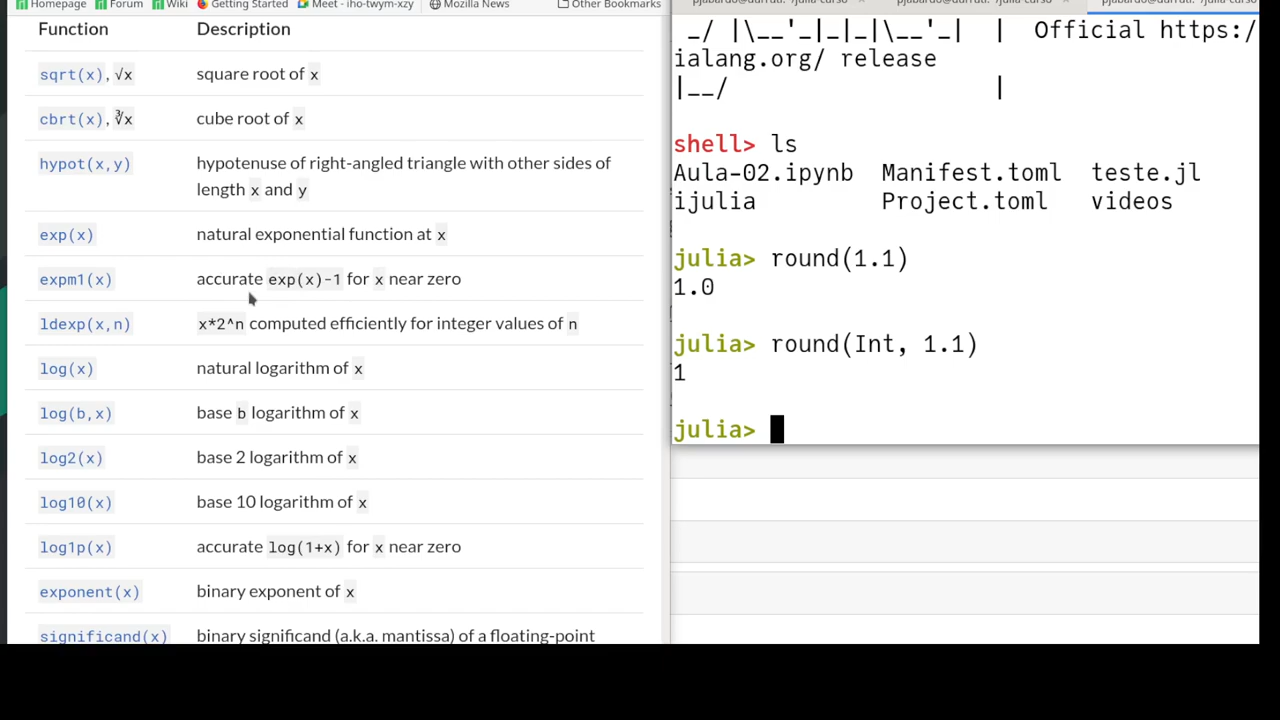 Homepage Forum Wiki Getting Started Meet - iho-twym-xzy Mozilla News Other Bookmarks
Function Description
sqrt(x), √x square root of x
cbrt(x), ∛x cube root of x
hypot(x,y) hypotenuse of right-angled triangle with other sides of
length x and y
exp(x) natural exponential function at x
expm1(x) accurate exp(x)-1 for x near zero
ldexp(x,n) x*2^n computed efficiently for integer values of n
log(x) natural logarithm of x
log(b,x) base b logarithm of x
log2(x) base 2 logarithm of x
log10(x) base 10 logarithm of x
log1p(x) accurate log(1+x) for x near zero
exponent(x) binary exponent of x
significand(x) binary significand (a.k.a. mantissa) of a floating-point
_/ |\__'_|_|_|\__'_| | Official https:/
ialang.org/ release
|__/ |
shell> ls
Aula-02.ipynb Manifest.toml teste.jl
ijulia Project.toml videos
julia> round(1.1)
1.0
julia> round(Int, 1.1)
1
julia>